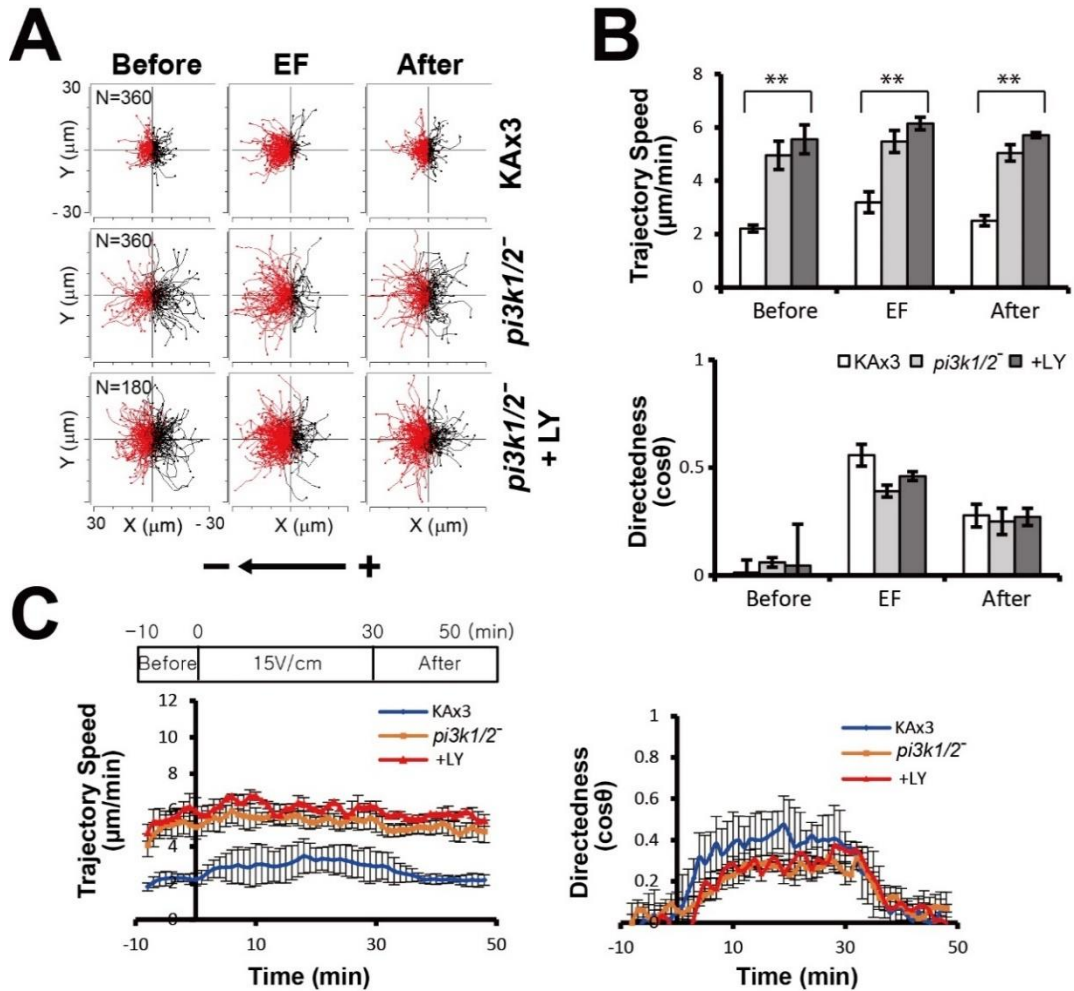 A
Before EF After
30
N=360
Y (μm)
- 30
KAx3
N=360
Y (μm)
pi3k1/2⁻
N=180
Y (μm)
pi3k1/2⁻
+ LY
30 X (μm) - 30
X (μm)
X (μm)
− +
B
8
6
4
2
0
Trajectory Speed
(μm/min)
** ** **
Before EF After
1
0.5
0
Directedness
(cosθ)
KAx3 pi3k1/2⁻ +LY
Before EF After
C
−10 0 30 50 (min)
Before 15V/cm After
12
10
8
6
4
2
0
Trajectory Speed
(μm/min)
KAx3
pi3k1/2⁻
+LY
-10 10 30 50
Time (min)
1
0.8
0.6
0.4
0.2
0
Directedness
(cosθ)
KAx3
pi3k1/2⁻
+LY
-10 10 30 50
Time (min)